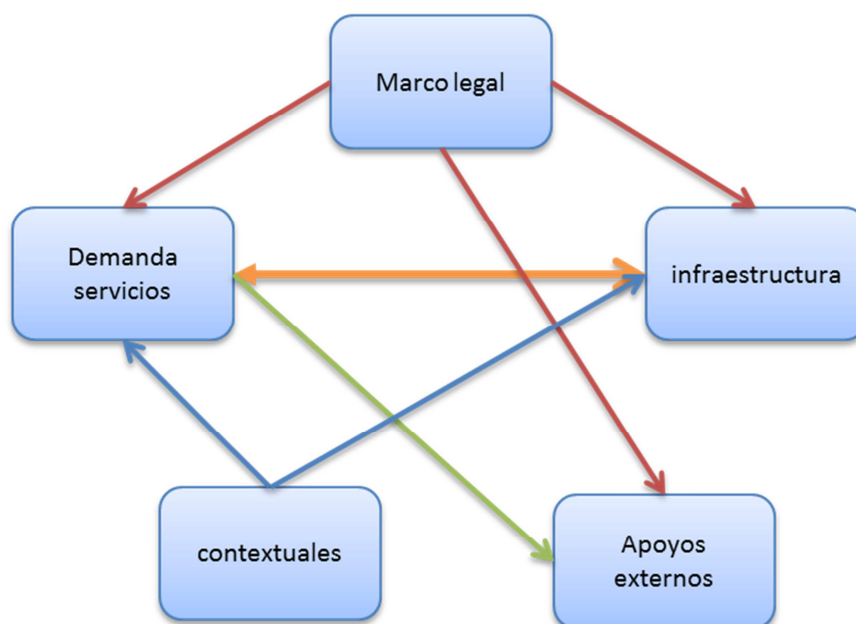 Marco legal
Demanda
servicios
infraestructura
contextuales
Apoyos
externos